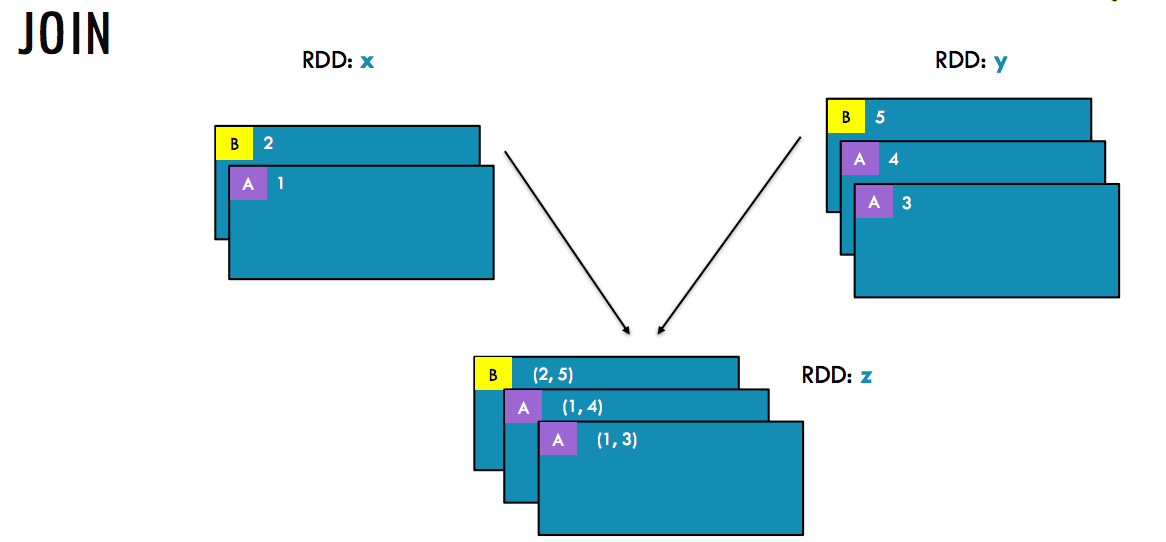 JOIN
RDD: x
RDD: y
B 2
A 1
B 5
A 4
A 3
RDD: z
B (2, 5)
A (1, 4)
A (1, 3)